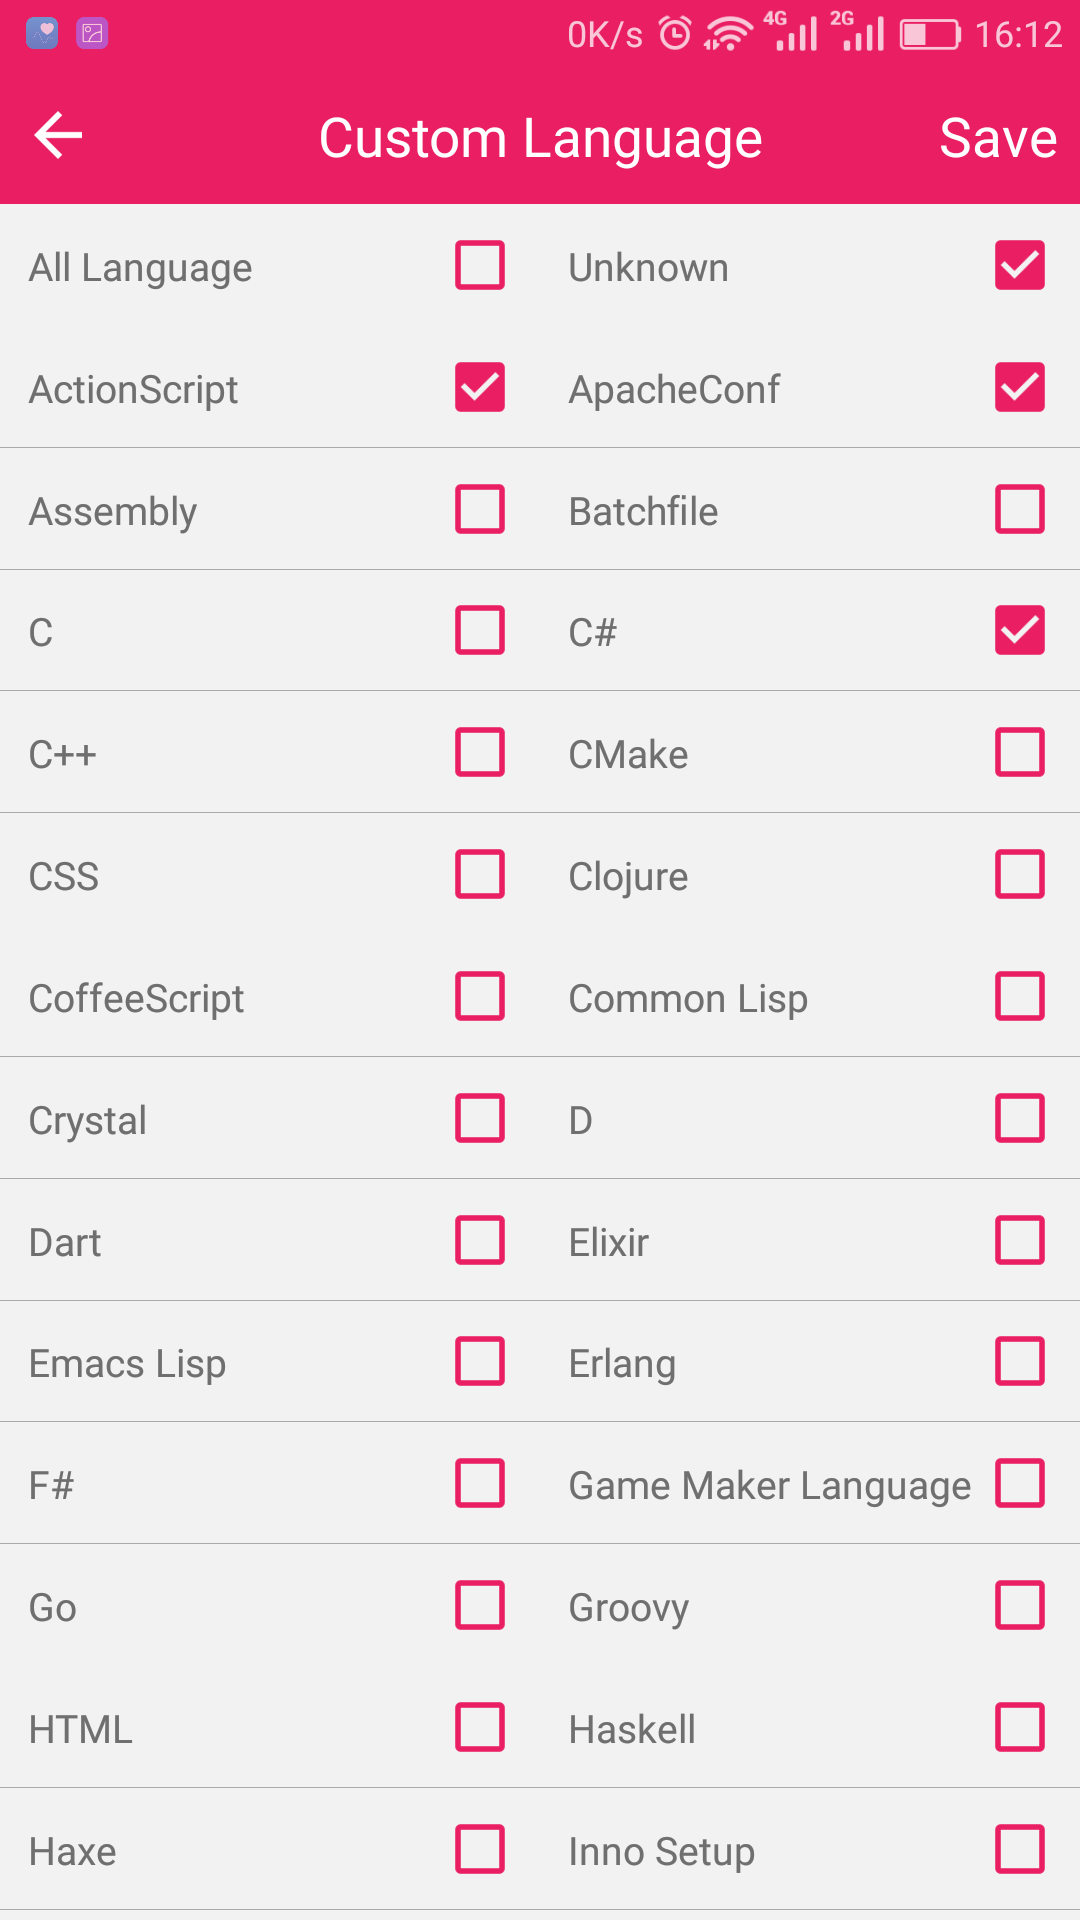 0K/s 4G 2G 16:12
Custom Language Save
All Language Unknown
ActionScript ApacheConf
Assembly Batchfile
C C#
C++ CMake
CSS Clojure
CoffeeScript Common Lisp
Crystal D
Dart Elixir
Emacs Lisp Erlang
F# Game Maker Language
Go Groovy
HTML Haskell
Haxe Inno Setup